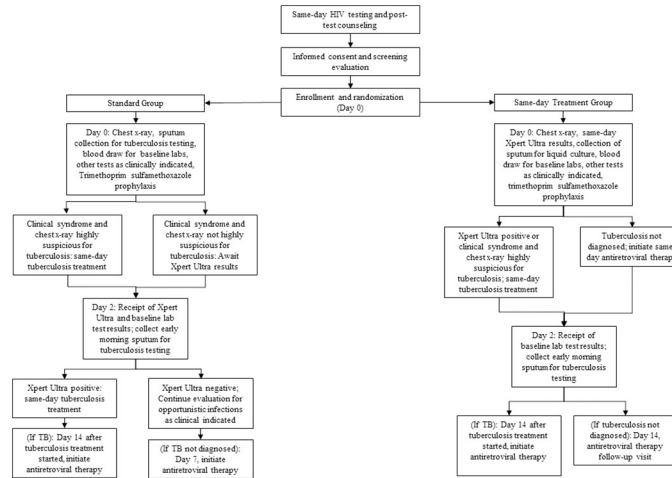 Same-day HIV testing and post-
test counseling
Informed consent and screening
evaluation
Enrollment and randomization
(Day 0)
Standard Group
Day 0: Chest x-ray, sputum
collection for tuberculosis testing,
blood draw for baseline labs,
other tests as clinically indicated,
Trimethoprim sulfamethoxazole
prophylaxis
Clinical syndrome and
chest x-ray highly
suspicious for
tuberculosis: same-day
tuberculosis treatment
Clinical syndrome and
chest x-ray not highly
suspicious for
tuberculosis: Await
Xpert Ultra results
Day 2: Receipt of Xpert
Ultra and baseline lab
test results; collect early
morning sputum for
tuberculosis testing
Xpert Ultra positive:
same-day tuberculosis
treatment
Xpert Ultra negative;
Continue evaluation for
opportunistic infections
as clinical indicated
(If TB): Day 14 after
tuberculosis treatment
started, initiate
antiretroviral therapy
(If TB not diagnosed):
Day 7, initiate
antiretroviral therapy
Same-day Treatment Group
Day 0: Chest x-ray, same-day
Xpert Ultra results, collection of
sputum for liquid culture, blood
draw for baseline labs, other tests
as clinically indicated,
trimethoprim sulfamethoxazole
prophylaxis
Xpert Ultra positive or
clinical syndrome and
chest x-ray highly
suspicious for
tuberculosis; same-day
tuberculosis treatment
Tuberculosis not
diagnosed; initiate same
day antiretroviral therapy
Day 2: Receipt of
baseline lab test results;
collect early morning
sputum for tuberculosis
testing
(If TB): Day 14 after
tuberculosis treatment
started, initiate
antiretroviral therapy
(If tuberculosis not
diagnosed): Day 14,
antiretroviral therapy
follow-up visit